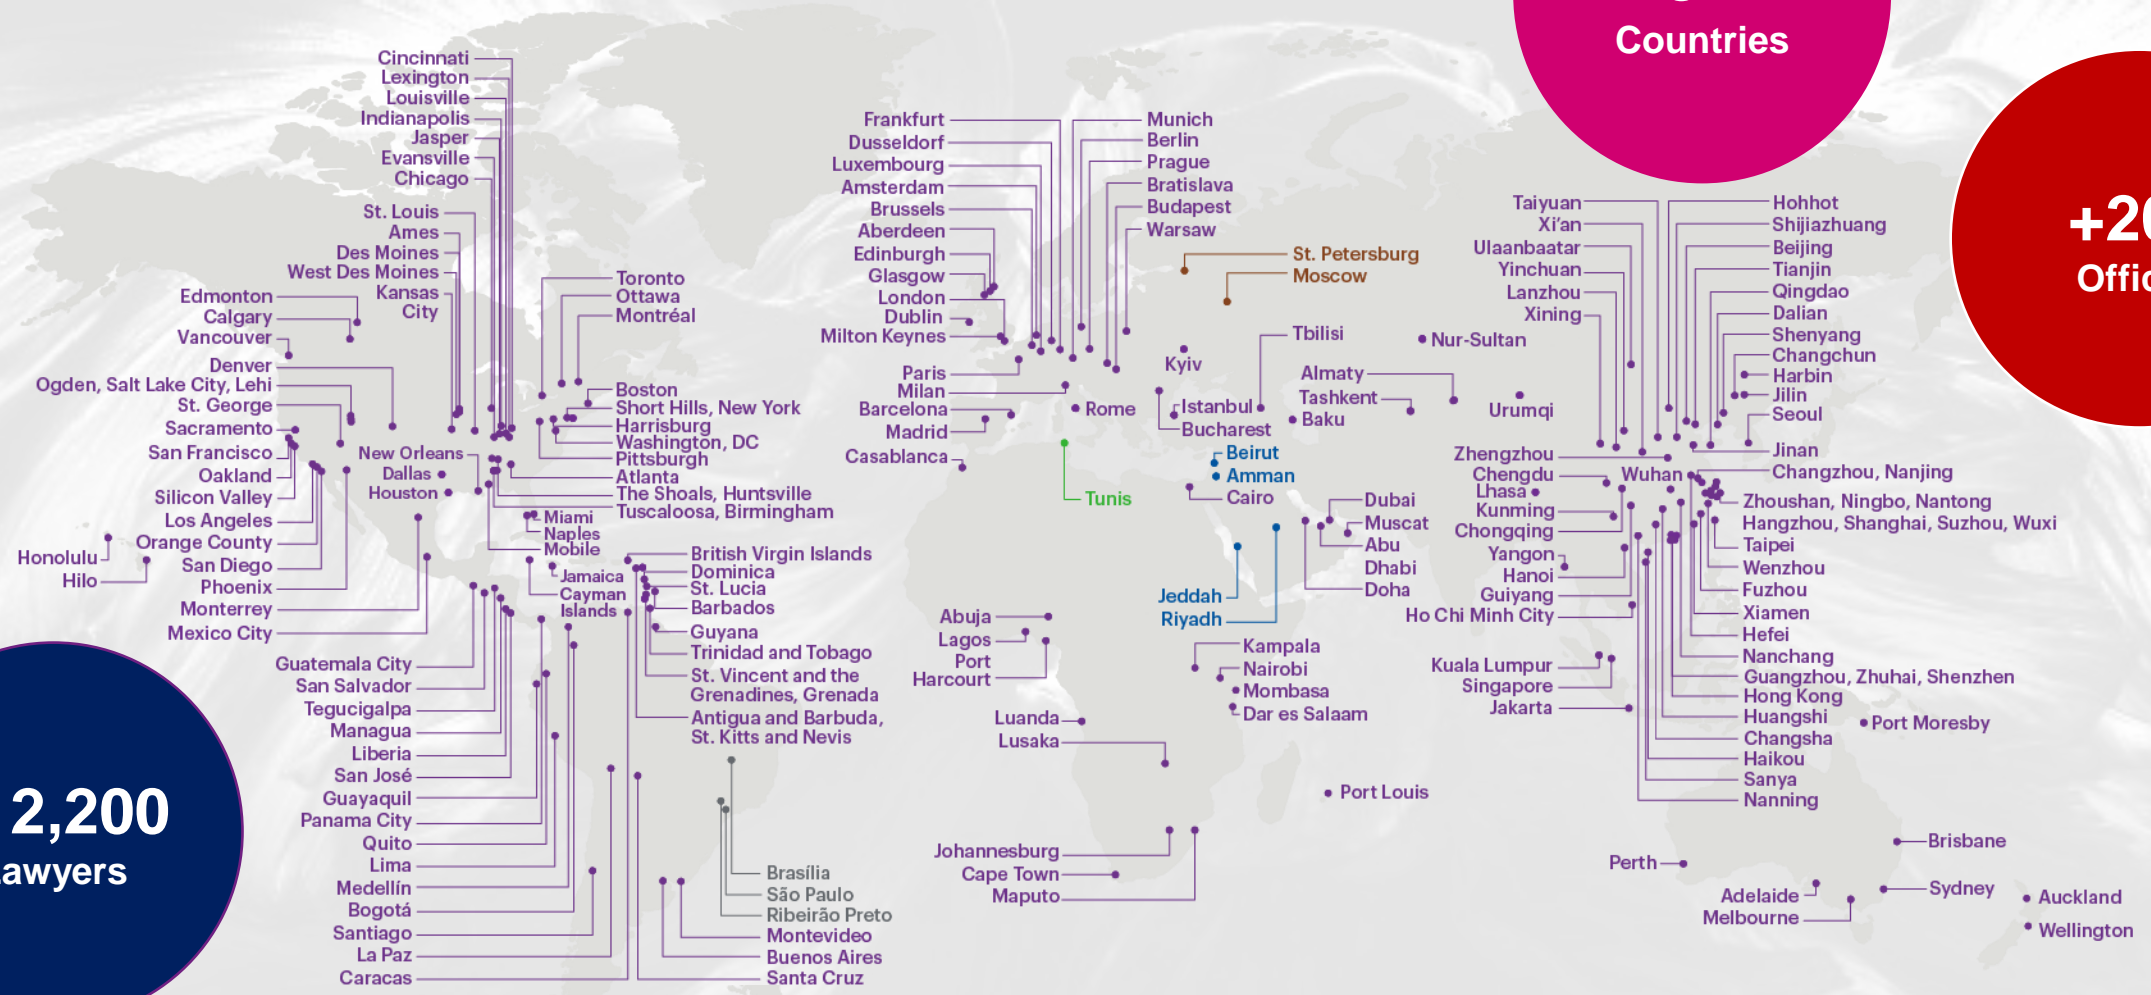 Countries
+20
Offic
2,200
awyers
Cincinnati
Lexington
Louisville
Indianapolis
Jasper
Evansville
Chicago
St. Louis
Ames
Des Moines
West Des Moines
Kansas
City
Edmonton
Calgary
Vancouver
Denver
Ogden, Salt Lake City, Lehi
St. George
Sacramento
San Francisco
Oakland
Silicon Valley
Los Angeles
Orange County
San Diego
Phoenix
Monterrey
Mexico City
Honolulu
Hilo
New Orleans
Dallas
Houston
Toronto
Ottawa
Montréal
Boston
Short Hills, New York
Harrisburg
Washington, DC
Pittsburgh
Atlanta
The Shoals, Huntsville
Tuscaloosa, Birmingham
Miami
Naples
Mobile
Jamaica
Cayman
Islands
British Virgin Islands
Dominica
St. Lucia
Barbados
Guyana
Trinidad and Tobago
St. Vincent and the
Grenadines, Grenada
Antigua and Barbuda,
St. Kitts and Nevis
Guatemala City
San Salvador
Tegucigalpa
Managua
Liberia
San José
Guayaquil
Panama City
Quito
Lima
Medellín
Bogotá
Santiago
La Paz
Caracas
Brasília
São Paulo
Ribeirão Preto
Montevideo
Buenos Aires
Santa Cruz
Frankfurt
Dusseldorf
Luxembourg
Amsterdam
Brussels
Aberdeen
Edinburgh
Glasgow
London
Dublin
Milton Keynes
Paris
Milan
Barcelona
Madrid
Casablanca
Munich
Berlin
Prague
Bratislava
Budapest
Warsaw
St. Petersburg
Moscow
Kyiv
Rome
Istanbul
Bucharest
Tbilisi
Baku
Almaty
Tashkent
Nur-Sultan
Urumqi
Tunis
Beirut
Amman
Cairo
Jeddah
Riyadh
Dubai
Muscat
Abu
Dhabi
Doha
Abuja
Lagos
Port
Harcourt
Luanda
Lusaka
Kampala
Nairobi
Mombasa
Dar es Salaam
Port Louis
Johannesburg
Cape Town
Maputo
Taiyuan
Xi’an
Ulaanbaatar
Yinchuan
Lanzhou
Xining
Zhengzhou
Chengdu
Wuhan
Lhasa
Kunming
Chongqing
Yangon
Hanoi
Guiyang
Ho Chi Minh City
Kuala Lumpur
Singapore
Jakarta
Hohhot
Shijiazhuang
Beijing
Tianjin
Qingdao
Dalian
Shenyang
Changchun
Harbin
Jilin
Seoul
Jinan
Changzhou, Nanjing
Zhoushan, Ningbo, Nantong
Hangzhou, Shanghai, Suzhou, Wuxi
Taipei
Wenzhou
Fuzhou
Xiamen
Hefei
Nanchang
Guangzhou, Zhuhai, Shenzhen
Hong Kong
Huangshi
Changsha
Haikou
Sanya
Nanning
Port Moresby
Perth
Adelaide
Melbourne
Brisbane
Sydney
Auckland
Wellington